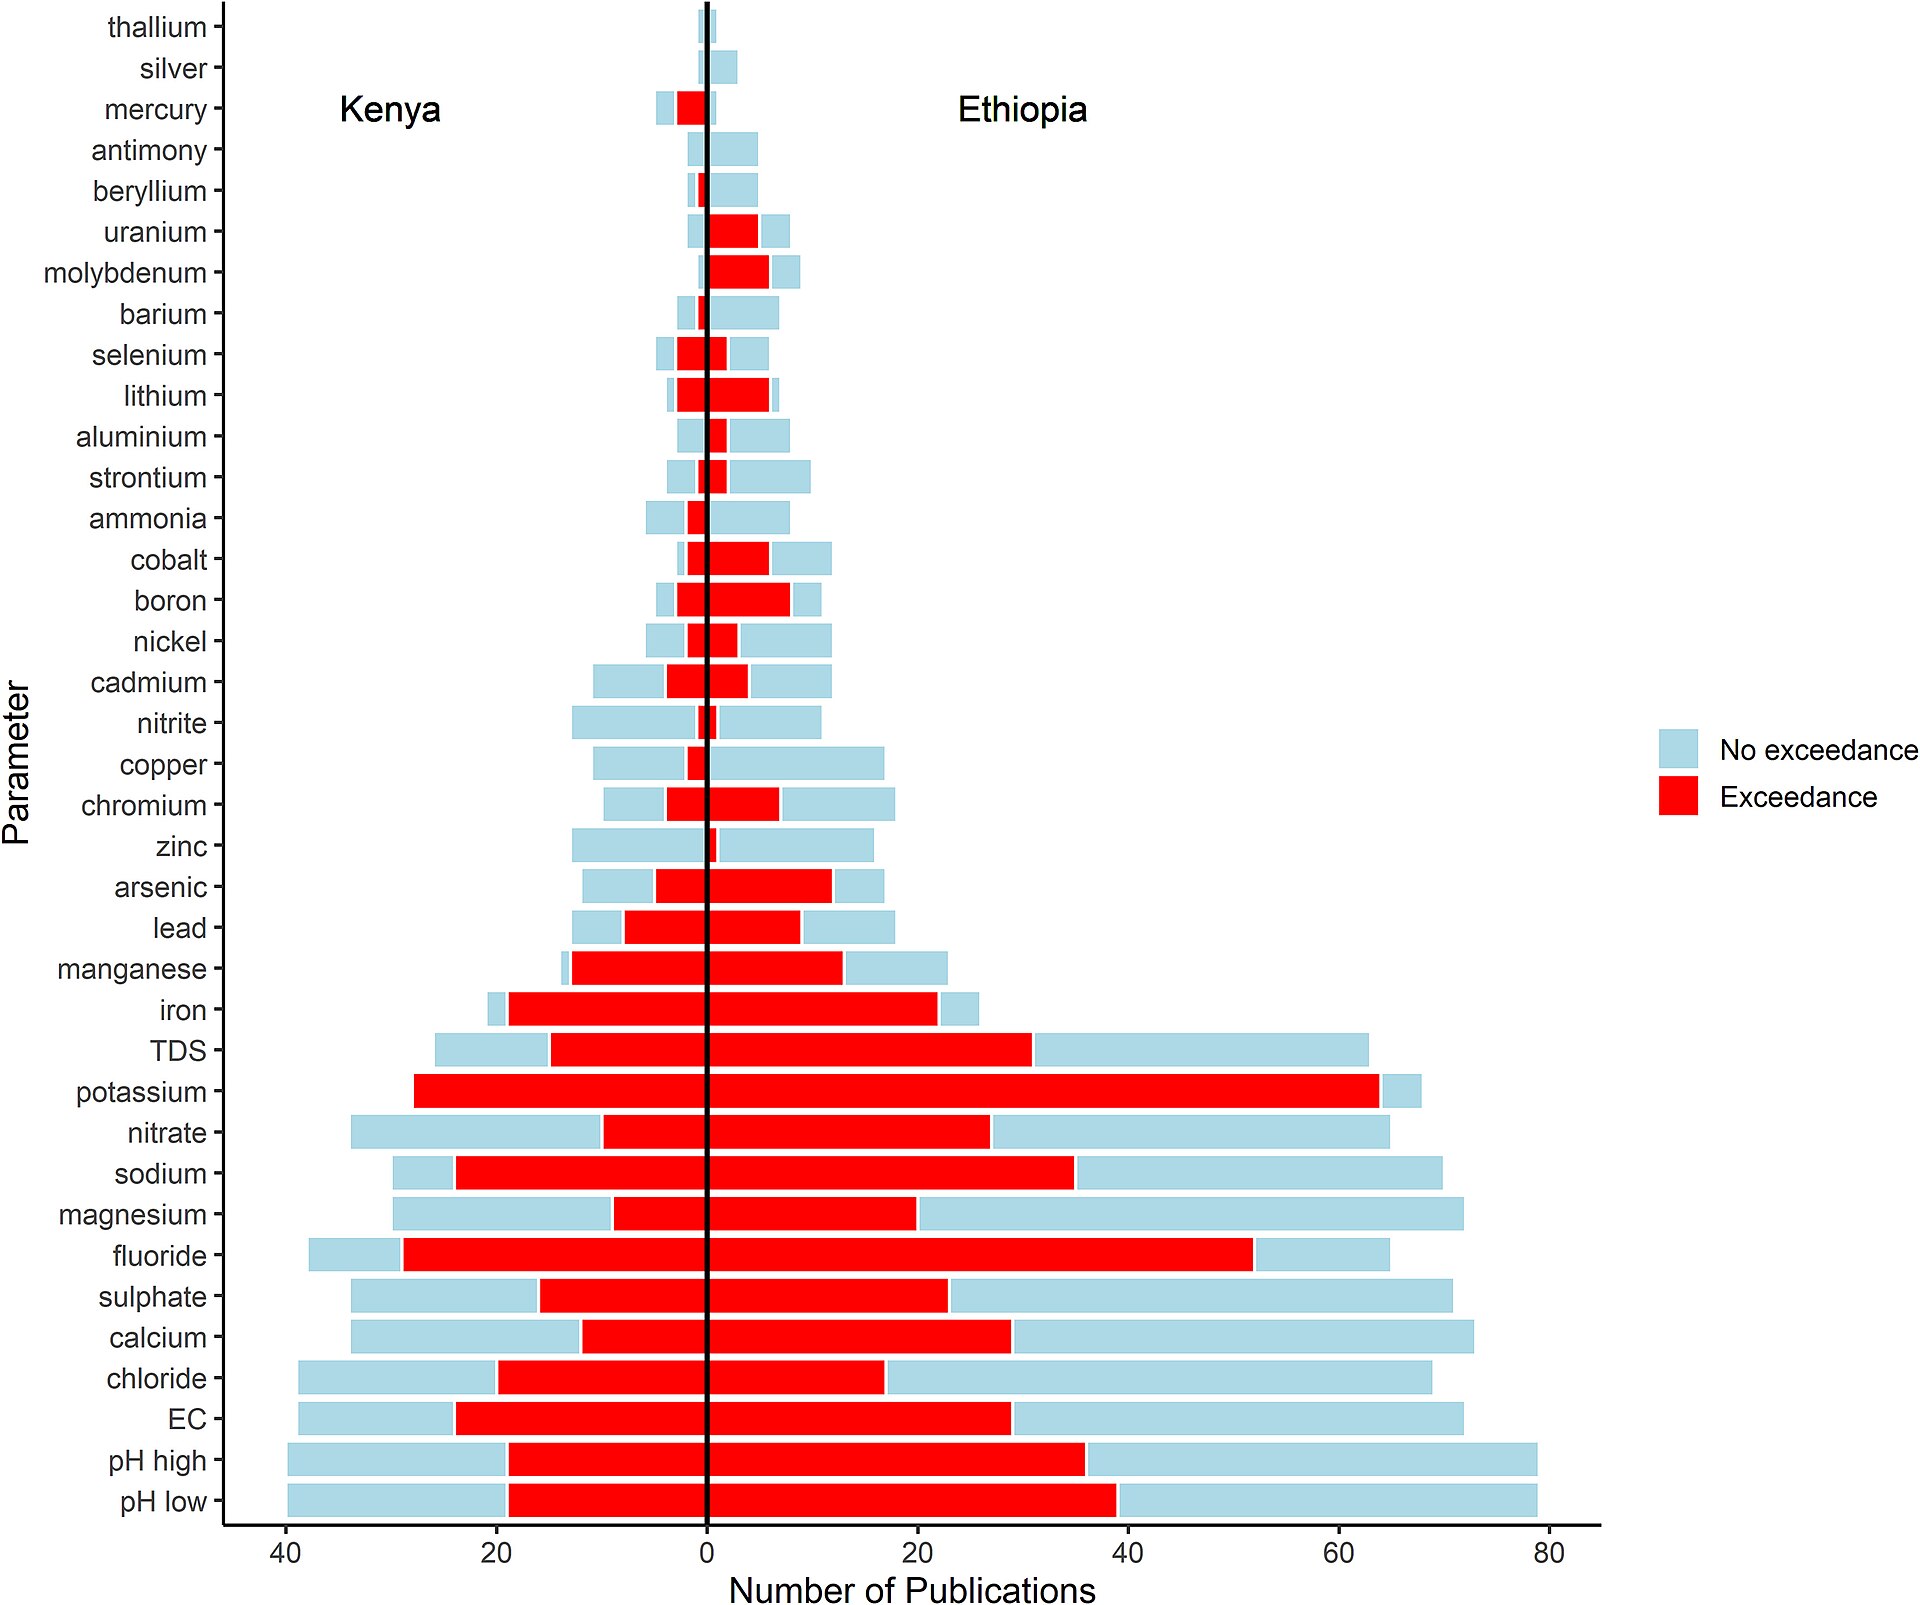 thallium
silver
mercury
Kenya
Ethiopia
antimony
beryllium
uranium
molybdenum
barium
selenium
lithium
aluminium
strontium
ammonia
cobalt
boron
nickel
cadmium
nitrite
copper
chromium
zinc
arsenic
lead
manganese
iron
TDS
potassium
nitrate
sodium
magnesium
fluoride
sulphate
calcium
chloride
EC
pH high
pH low
Parameter
No exceedance
Exceedance
40 20 0 20 40 60 80
Number of Publications